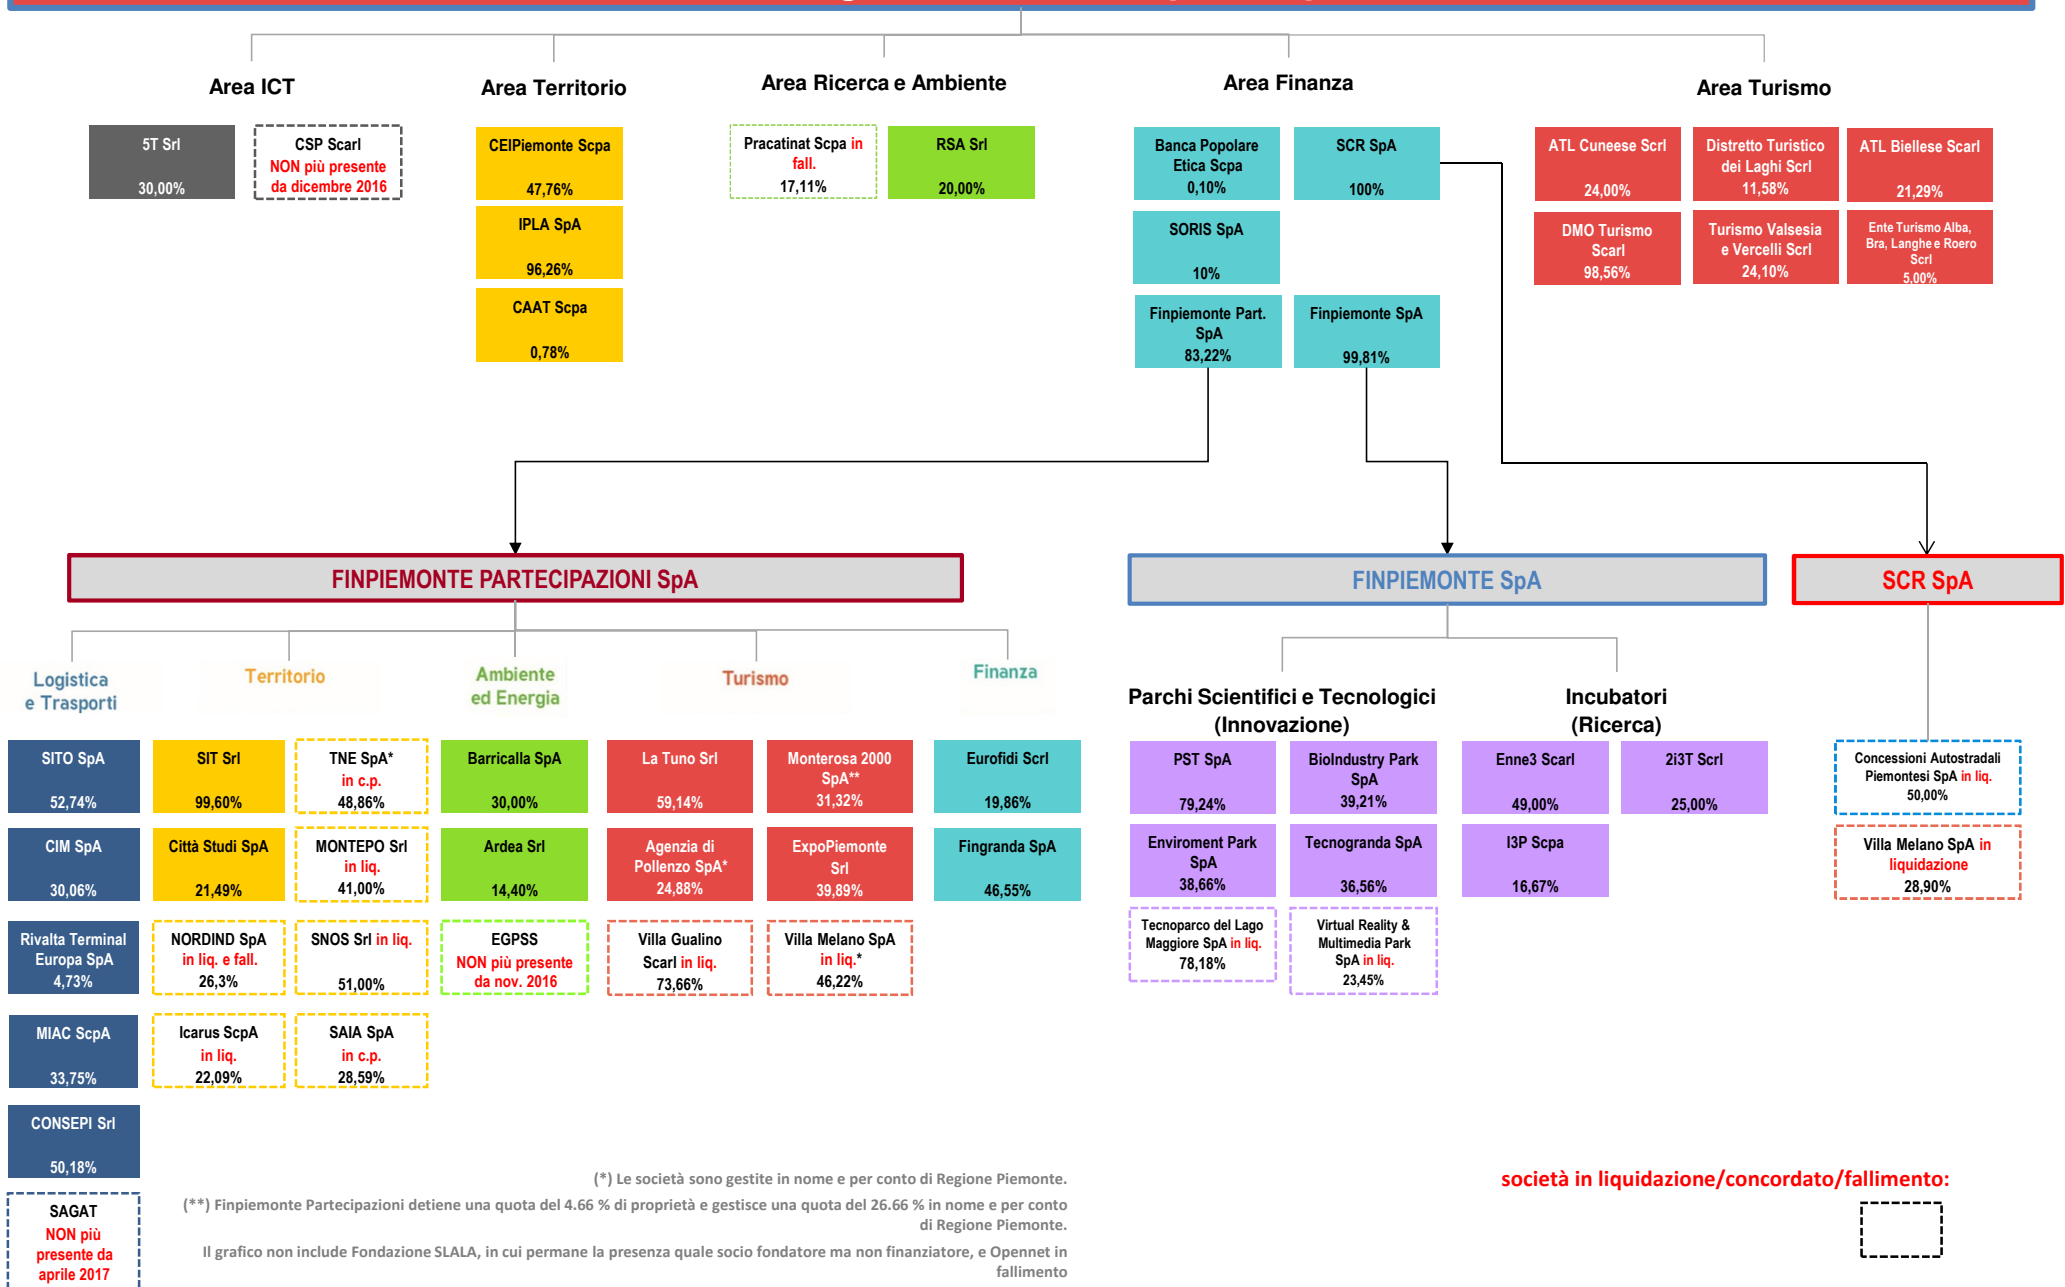 Area ICT
Area Territorio
Area Ricerca e Ambiente
Area Finanza
Area Turismo
5T Srl
30,00%
CSP Scarl
NON più presente
da dicembre 2016
CEIPiemonte Scpa
47,76%
IPLA SpA
96,26%
CAAT Scpa
0,78%
Pracatinat Scpa in
fall.
17,11%
RSA Srl
20,00%
Banca Popolare
Etica Scpa
0,10%
SCR SpA
100%
SORIS SpA
10%
Finpiemonte Part.
SpA
83,22%
Finpiemonte SpA
99,81%
ATL Cuneese Scrl
24,00%
Distretto Turistico
dei Laghi Scrl
11,58%
ATL Biellese Scarl
21,29%
DMO Turismo
Scarl
98,56%
Turismo Valsesia
e Vercelli Scrl
24,10%
Ente Turismo Alba,
Bra, Langhe e Roero
Scrl
5,00%
FINPIEMONTE PARTECIPAZIONI SpA
FINPIEMONTE SpA
SCR SpA
Logistica
e Trasporti
Territorio
Ambiente
ed Energia
Turismo
Finanza
Parchi Scientifici e Tecnologici
(Innovazione)
Incubatori
(Ricerca)
SITO SpA
52,74%
SIT Srl
99,60%
TNE SpA*
in c.p.
48,86%
Barricalla SpA
30,00%
La Tuno Srl
59,14%
Monterosa 2000
SpA**
31,32%
Eurofidi Scrl
19,86%
PST SpA
79,24%
BioIndustry Park
SpA
39,21%
Enne3 Scarl
49,00%
2i3T Scrl
25,00%
Concessioni Autostradali
Piemontesi SpA in liq.
50,00%
CIM SpA
30,06%
Città Studi SpA
21,49%
MONTEPO Srl
in liq.
41,00%
Ardea Srl
14,40%
Agenzia di
Pollenzo SpA*
24,88%
ExpoPiemonte
Srl
39,89%
Fingranda SpA
46,55%
Enviroment Park
SpA
38,66%
Tecnogranda SpA
36,56%
I3P Scpa
16,67%
Villa Melano SpA in
liquidazione
28,90%
Rivalta Terminal
Europa SpA
4,73%
NORDIND SpA
in liq. e fall.
26,3%
SNOS Srl in liq.
51,00%
EGPSS
NON più presente
da nov. 2016
Villa Gualino
Scarl in liq.
73,66%
Villa Melano SpA
in liq.*
46,22%
Tecnoparco del Lago
Maggiore SpA in liq.
78,18%
Virtual Reality &
Multimedia Park
SpA in liq.
23,45%
MIAC ScpA
33,75%
Icarus ScpA
in liq.
22,09%
SAIA SpA
in c.p.
28,59%
CONSEPI Srl
50,18%
SAGAT
NON più
presente da
aprile 2017
(*) Le società sono gestite in nome e per conto di Regione Piemonte.
(**) Finpiemonte Partecipazioni detiene una quota del 4.66 % di proprietà e gestisce una quota del 26.66 % in nome e per conto
di Regione Piemonte.
Il grafico non include Fondazione SLALA, in cui permane la presenza quale socio fondatore ma non finanziatore, e Opennet in
fallimento
società in liquidazione/concordato/fallimento: